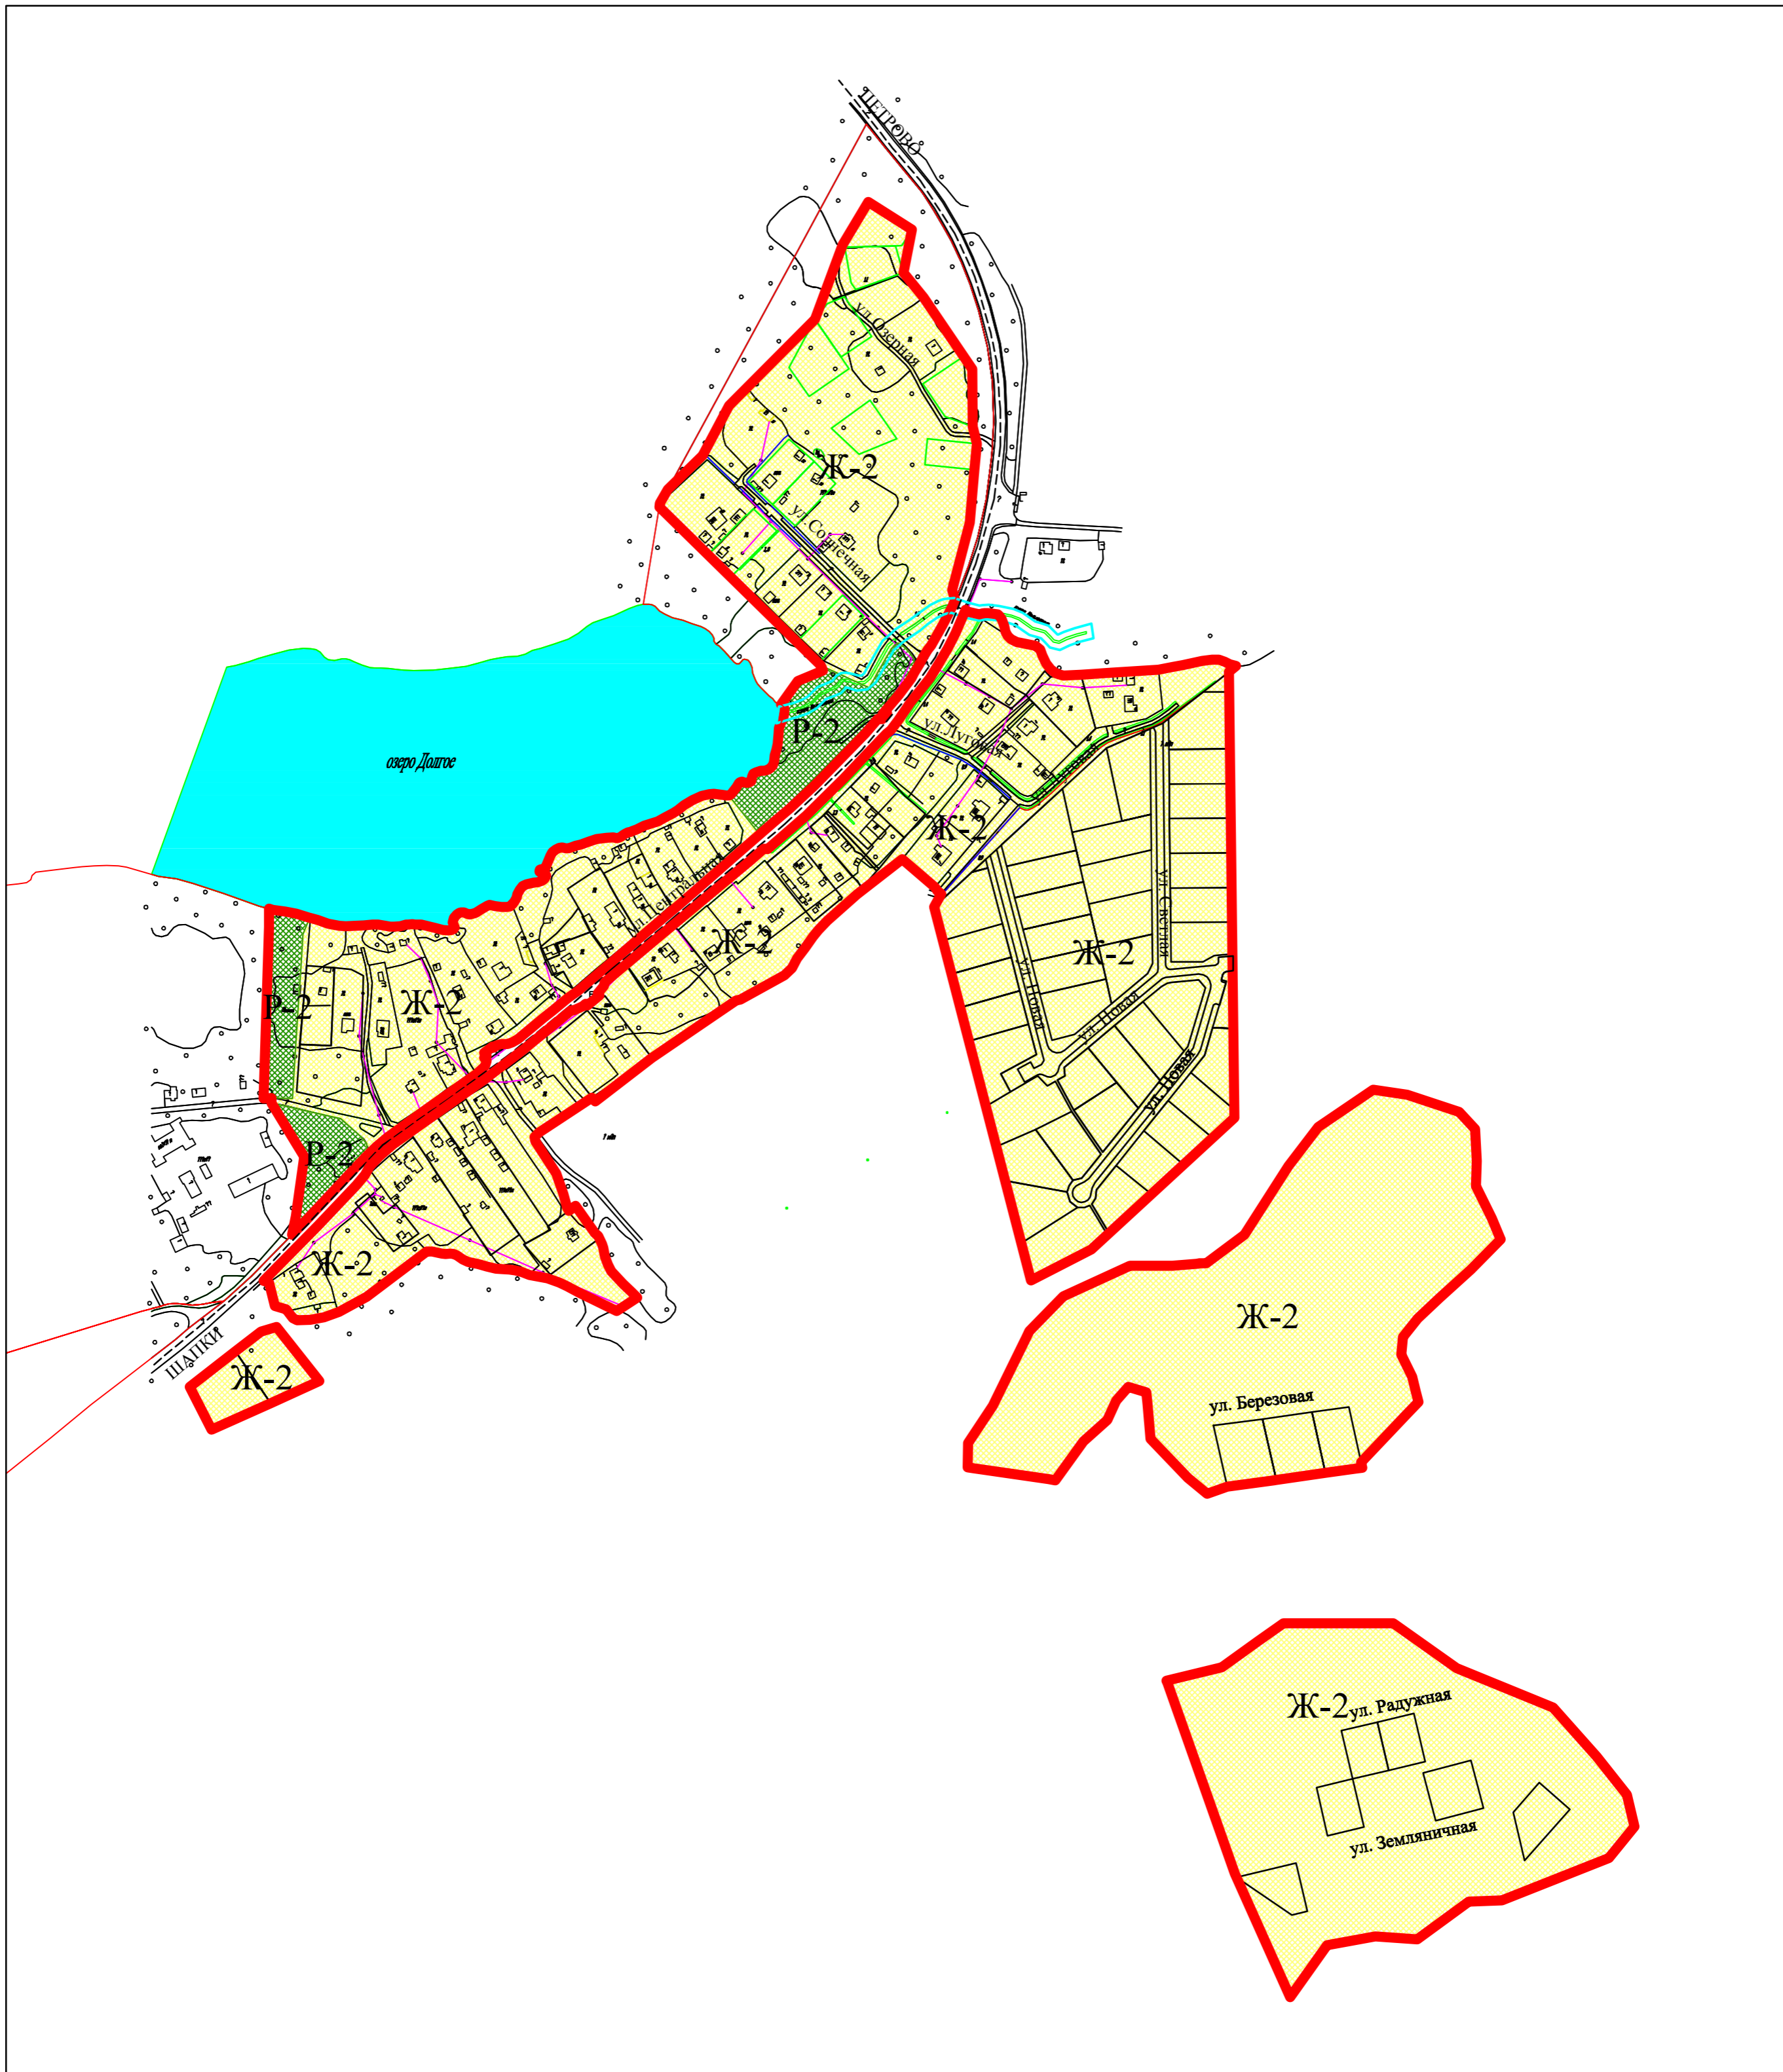 ПЕТРОВО
ул.Озерная
Ж-2
ул.Солнечная
Р-2
ул.Луговая
озеро Долгое
Ж-2
ул.Центральная
Ж-2
ул. Светлая
Ж-2
ул. Новая
ул. Новая
Р-2
Ж-2
ул. Новая
Р-2
Ж-2
ШАПКИ
Ж-2
Ж-2
ул. Березовая
Ж-2
ул. Радужная
ул. Земляничная